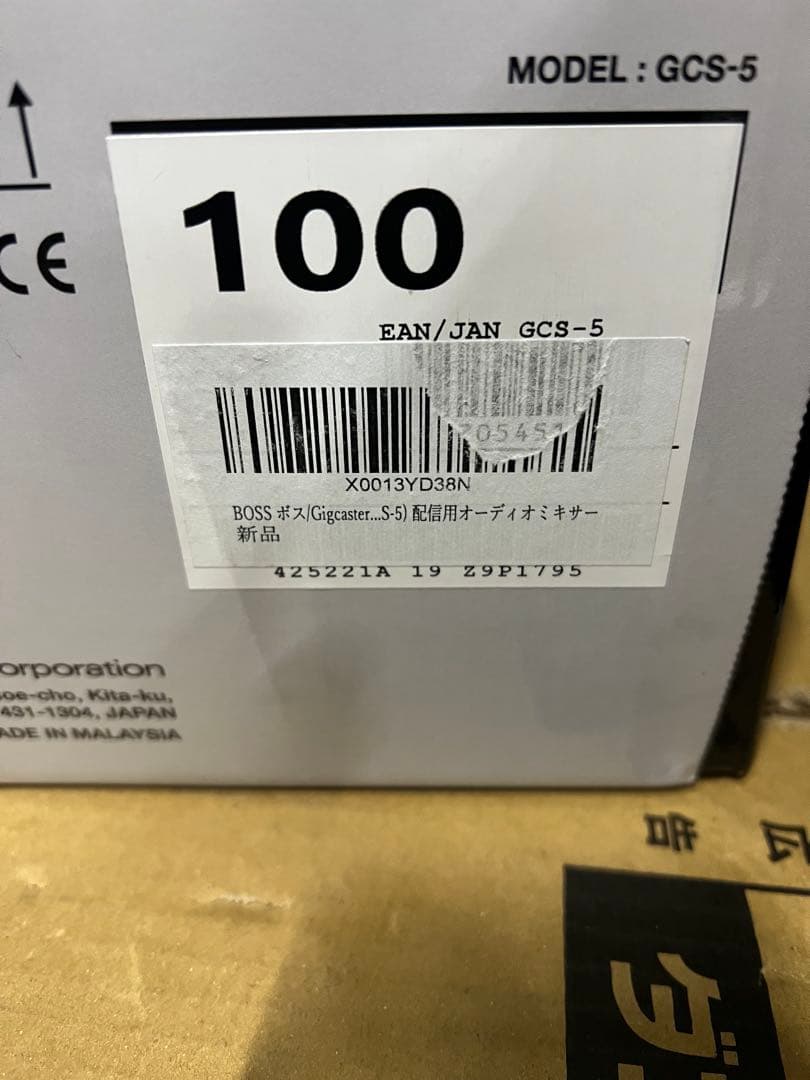 MODEL : GCS-5
CE
100
EAN/JAN GCS-5
X0013YD38N
BOSS ボス/Gigcaster...S-5) 配信用オーディオミキサー
新品
425221A 19 Z9P1795
orporation
oe-cho, Kita-ku,
431-1304, JAPAN
ADE IN MALAYSIA